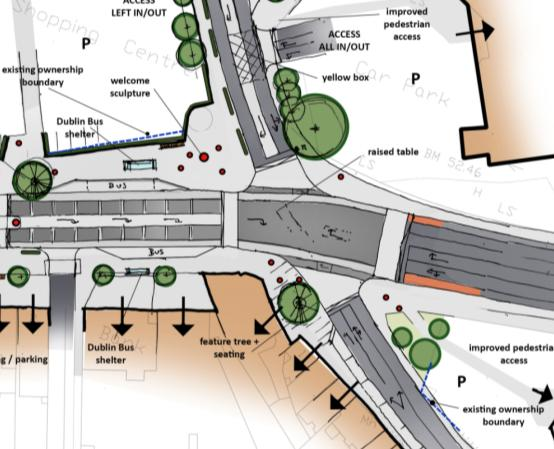 ACCESS
LEFT IN/OUT
Shopping Centre
P
improved
pedestrian
access
ACCESS
ALL IN/OUT
existing ownership
boundary
welcome
sculpture
yellow box
P
Car Park
Dublin Bus
shelter
raised table
LS
BM 52.46
H
LS
BUS
BUS
g / parking
Dublin Bus
shelter
feature tree +
seating
improved pedestria
access
P
existing ownership
boundary